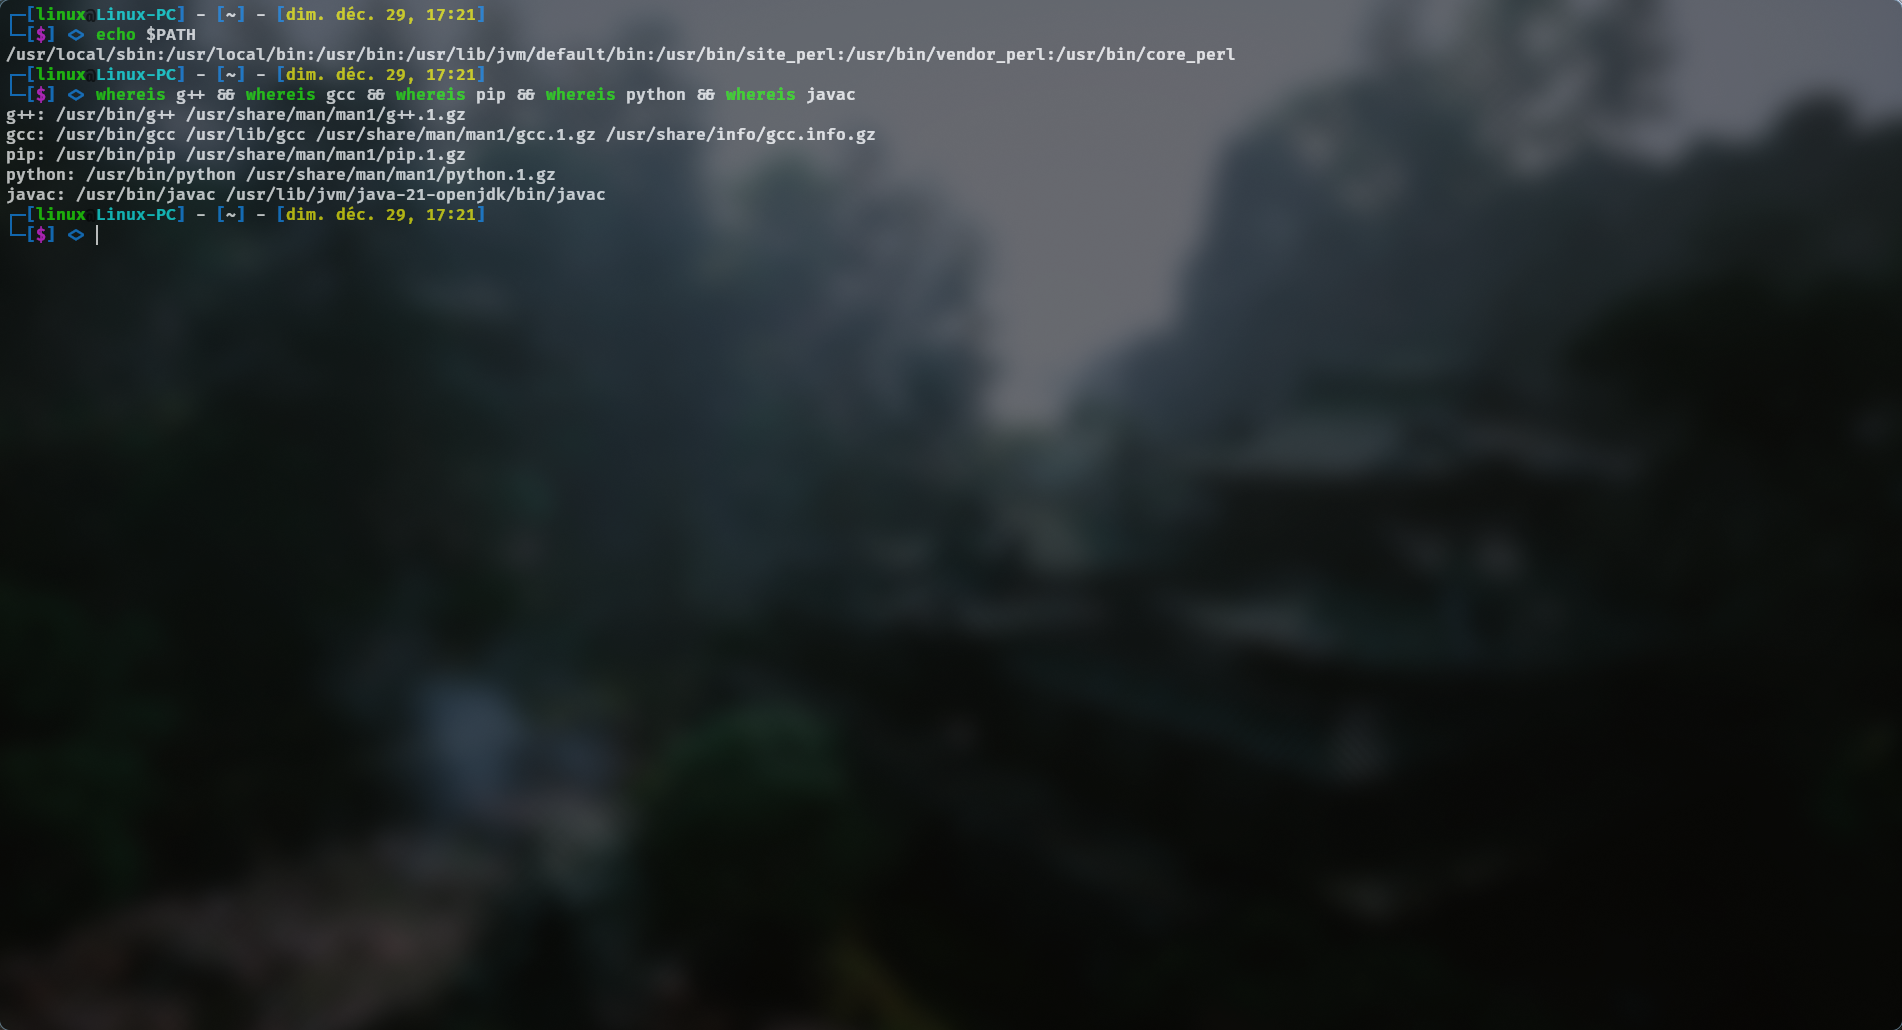 ┌─[linux@Linux-PC] - [~] - [dim. déc. 29, 17:21]
└─[$] <> echo $PATH
/usr/local/sbin:/usr/local/bin:/usr/bin:/usr/lib/jvm/default/bin:/usr/bin/site_perl:/usr/bin/vendor_perl:/usr/bin/core_perl
┌─[linux@Linux-PC] - [~] - [dim. déc. 29, 17:21]
└─[$] <> whereis g++ && whereis gcc && whereis pip && whereis python && whereis javac
g++: /usr/bin/g++ /usr/share/man/man1/g++.1.gz
gcc: /usr/bin/gcc /usr/lib/gcc /usr/share/man/man1/gcc.1.gz /usr/share/info/gcc.info.gz
pip: /usr/bin/pip /usr/share/man/man1/pip.1.gz
python: /usr/bin/python /usr/share/man/man1/python.1.gz
javac: /usr/bin/javac /usr/lib/jvm/java-21-openjdk/bin/javac
┌─[linux@Linux-PC] - [~] - [dim. déc. 29, 17:21]
└─[$] <>